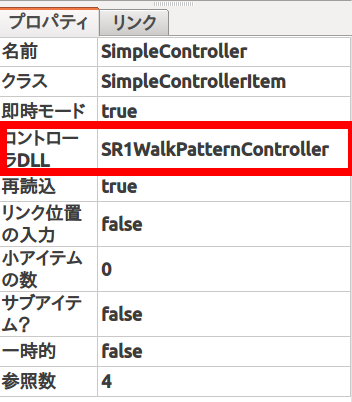 プロパティ リンク
名前 SimpleController
クラス SimpleControllerItem
即時モード true
コントロー
ラDLL SR1WalkPatternController
再読込 true
リンク位置
の入力 false
小アイテム
の数 0
サブアイテ
ム? false
一時的 false
参照数 4